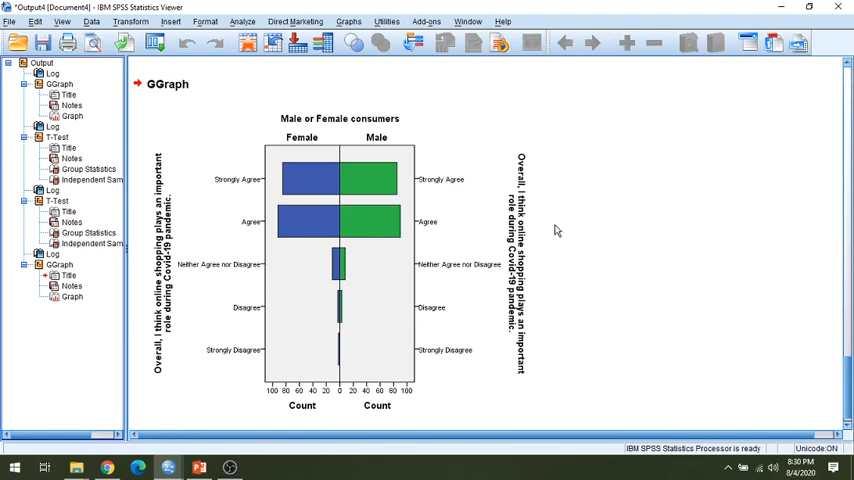 *Output4 [Document4] - IBM SPSS Statistics Viewer
File Edit View Data Transform Insert Format Analyze Direct Marketing Graphs Utilities Add-ons Window Help
Output
Log
GGraph
Title
Notes
Graph
Log
T-Test
Title
Notes
Group Statistics
Independent Sam
Log
T-Test
Title
Notes
Group Statistics
Independent Sam
Log
GGraph
Title
Notes
Graph
GGraph
Male or Female consumers
Female Male
Overall, I think online shopping plays an important
role during Covid-19 pandemic.
Strongly Agree
Agree
Neither Agree nor Disagree
Disagree
Strongly Disagree
Strongly Agree
Agree
Neither Agree nor Disagree
Disagree
Strongly Disagree
Overall, I think online shopping plays an important
role during Covid-19 pandemic.
100 80 60 40 20 0 20 40 60 80 100
Count Count
IBM SPSS Statistics Processor is ready Unicode:ON
8:30 PM
8/4/2020